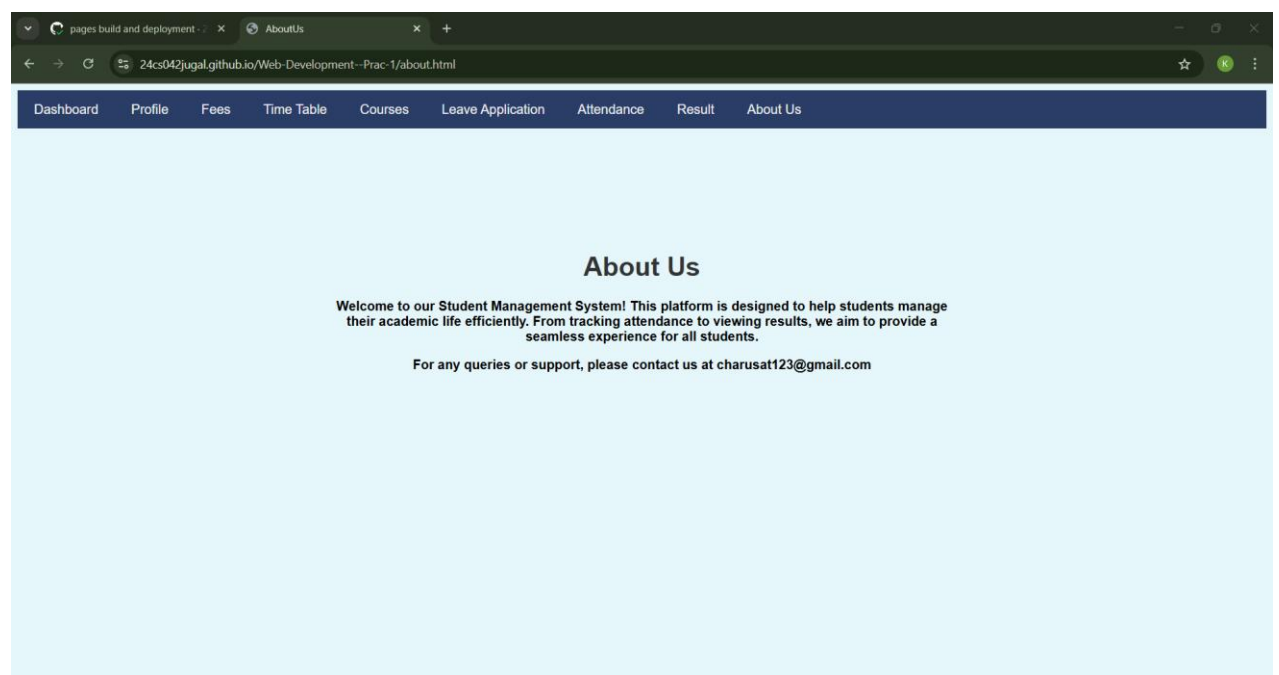 pages build and deployment - 2
AboutUs
24cs042jugal.github.io/Web-Development--Prac-1/about.html
K
Dashboard Profile Fees Time Table Courses Leave Application Attendance Result About Us
About Us
Welcome to our Student Management System! This platform is designed to help students manage
their academic life efficiently. From tracking attendance to viewing results, we aim to provide a
seamless experience for all students.
For any queries or support, please contact us at charusat123@gmail.com